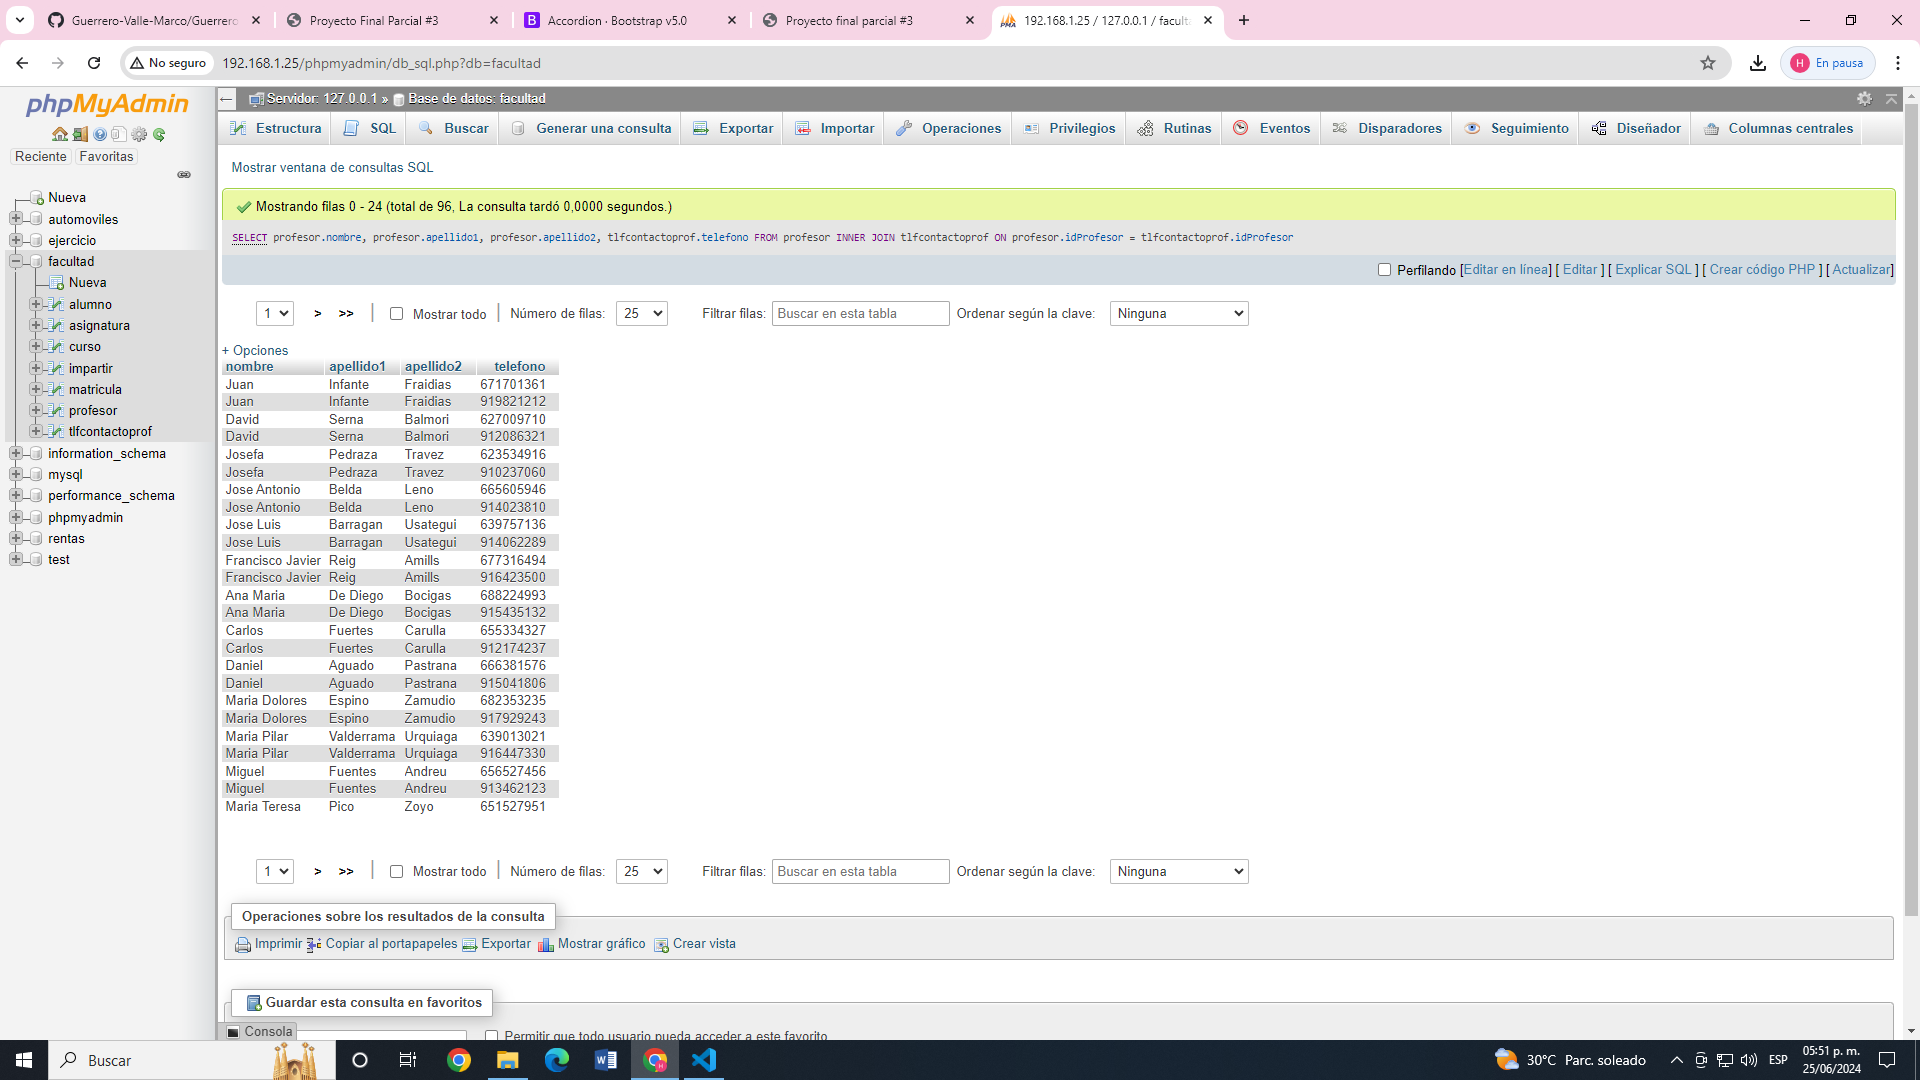 Guerrero-Valle-Marco/Guerrero
Proyecto Final Parcial #3
Accordion · Bootstrap v5.0
Proyecto final parcial #3
192.168.1.25 / 127.0.0.1 / facult
No seguro
192.168.1.25/phpmyadmin/db_sql.php?db=facultad
H
En pausa
phpMyAdmin
Reciente
Favoritas
Nueva
automoviles
ejercicio
facultad
Nueva
alumno
asignatura
curso
impartir
matricula
profesor
tlfcontactoprof
information_schema
mysql
performance_schema
phpmyadmin
rentas
test
Servidor: 127.0.0.1 » Base de datos: facultad
Estructura SQL Buscar Generar una consulta Exportar Importar Operaciones Privilegios Rutinas Eventos Disparadores Seguimiento Diseñador Columnas centrales
Mostrar ventana de consultas SQL
Mostrando filas 0 - 24 (total de 96, La consulta tardó 0,0000 segundos.)
SELECT profesor.nombre, profesor.apellido1, profesor.apellido2, tlfcontactoprof.telefono FROM profesor INNER JOIN tlfcontactoprof ON profesor.idProfesor = tlfcontactoprof.idProfesor
Perfilando [Editar en línea] [ Editar ] [ Explicar SQL ] [ Crear código PHP ] [ Actualizar]
1 > >> Mostrar todo Número de filas: 25 Filtrar filas: Buscar en esta tabla Ordenar según la clave: Ninguna
+ Opciones
nombre apellido1 apellido2 telefono
Juan Infante Fraidias 671701361
Juan Infante Fraidias 919821212
David Serna Balmori 627009710
David Serna Balmori 912086321
Josefa Pedraza Travez 623534916
Josefa Pedraza Travez 910237060
Jose Antonio Belda Leno 665605946
Jose Antonio Belda Leno 914023810
Jose Luis Barragan Usategui 639757136
Jose Luis Barragan Usategui 914062289
Francisco Javier Reig Amills 677316494
Francisco Javier Reig Amills 916423500
Ana Maria De Diego Bocigas 688224993
Ana Maria De Diego Bocigas 915435132
Carlos Fuertes Carulla 655334327
Carlos Fuertes Carulla 912174237
Daniel Aguado Pastrana 666381576
Daniel Aguado Pastrana 915041806
Maria Dolores Espino Zamudio 682353235
Maria Dolores Espino Zamudio 917929243
Maria Pilar Valderrama Urquiaga 639013021
Maria Pilar Valderrama Urquiaga 916447330
Miguel Fuentes Andreu 656527456
Miguel Fuentes Andreu 913462123
Maria Teresa Pico Zoyo 651527951
1 > >> Mostrar todo Número de filas: 25 Filtrar filas: Buscar en esta tabla Ordenar según la clave: Ninguna
Operaciones sobre los resultados de la consulta
Imprimir Copiar al portapapeles Exportar Mostrar gráfico Crear vista
Guardar esta consulta en favoritos
Consola
Permitir que todo usuario pueda acceder a este favorito
Buscar
30°C Parc. soleado
ESP
05:51 p. m.
25/06/2024